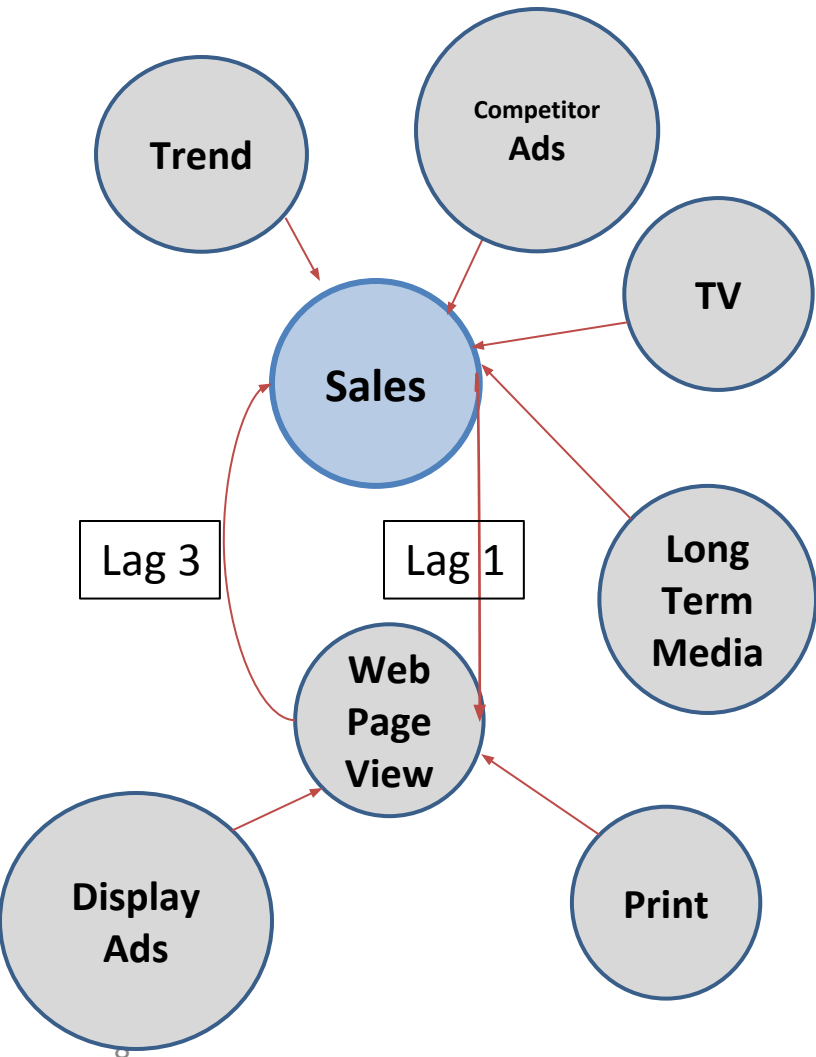 Trend
Competitor
Ads
TV
Sales
Lag 3
Lag 1
Long
Term
Media
Web
Page
View
Display
Ads
Print